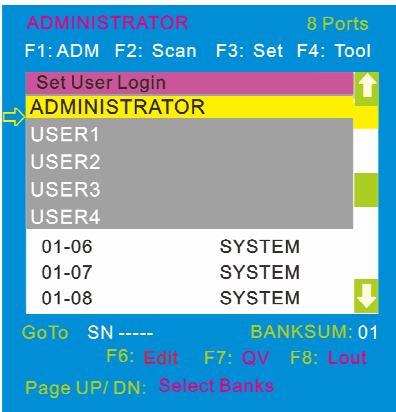 ADMINISTRATOR 8 Ports
F1: ADM F2: Scan F3: Set F4: Tool
Set User Login
ADMINISTRATOR
USER1
USER2
USER3
USER4
01-06 SYSTEM
01-07 SYSTEM
01-08 SYSTEM
GoTo SN ----- BANKSUM: 01
F6: Edit F7: QV F8: Lout
Page UP/ DN: Select Banks